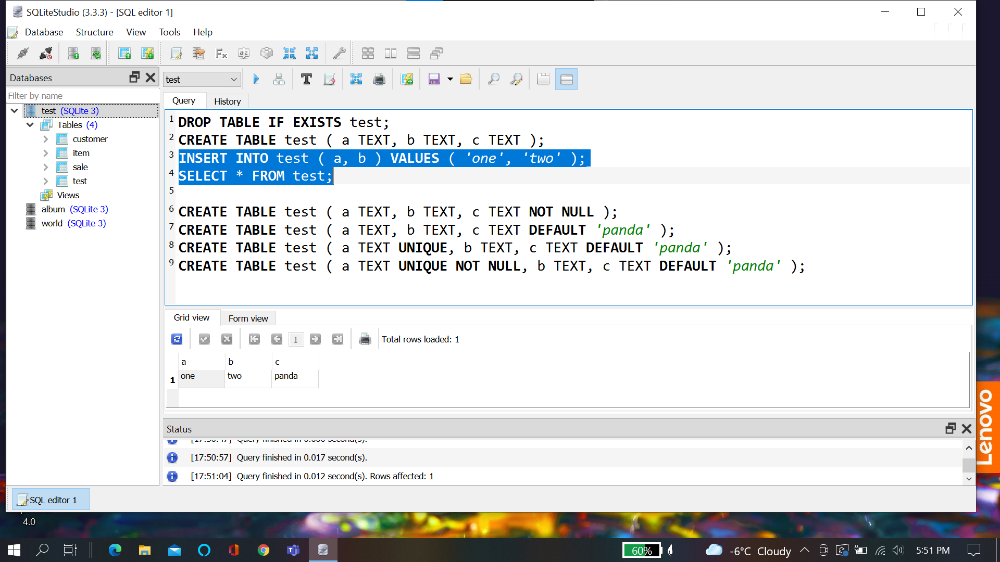 SQLiteStudio (3.3.3) - [SQL editor 1]
Database Structure View Tools Help
Databases
test
Filter by name
Query History
test (SQLite 3)
Tables (4)
customer
item
sale
test
Views
album (SQLite 3)
world (SQLite 3)
1 DROP TABLE IF EXISTS test;
2 CREATE TABLE test ( a TEXT, b TEXT, c TEXT );
3 INSERT INTO test ( a, b ) VALUES ( 'one', 'two' );
4 SELECT * FROM test;
5
6 CREATE TABLE test ( a TEXT, b TEXT, c TEXT NOT NULL );
7 CREATE TABLE test ( a TEXT, b TEXT, c TEXT DEFAULT 'panda' );
8 CREATE TABLE test ( a TEXT UNIQUE, b TEXT, c TEXT DEFAULT 'panda' );
9 CREATE TABLE test ( a TEXT UNIQUE NOT NULL, b TEXT, c TEXT DEFAULT 'panda' );
Grid view Form view
1 Total rows loaded: 1
a b c
1 one two panda
Status
Query finished in second(s).
[17:50:57] Query finished in 0.017 second(s).
[17:51:04] Query finished in 0.012 second(s). Rows affected: 1
SQL editor 1
4.0
Lenovo
60% -6°C Cloudy 5:51 PM